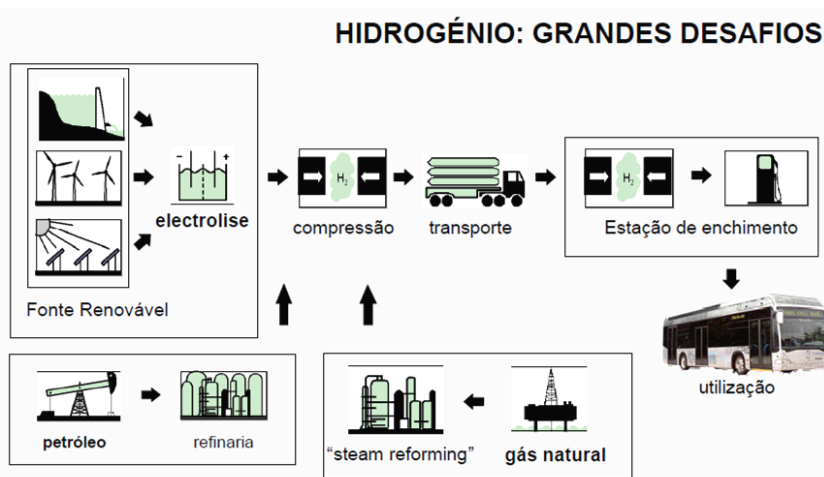 HIDROGÉNIO: GRANDES DESAFIOS
- +
electrolise
Fonte Renovável
H2
compressão
transporte
H2
Estação de enchimento
utilização
petróleo
refinaria
“steam reforming”
gás natural